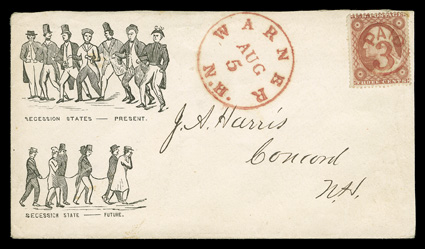 WARNER N.H.
AUG
5
PAID
3
SECESSION STATES — PRESENT.
J. A. Harris
Concord
N.H.
SECESSION STATE — FUTURE.